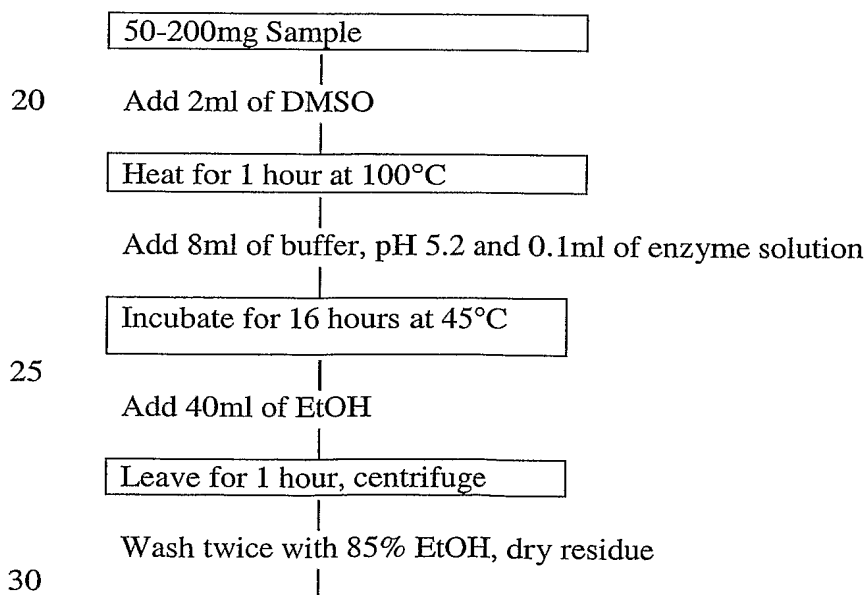 50-200mg Sample
20 Add 2ml of DMSO
Heat for 1 hour at 100°C
Add 8ml of buffer, pH 5.2 and 0.1ml of enzyme solution
Incubate for 16 hours at 45°C
25
Add 40ml of EtOH
Leave for 1 hour, centrifuge
Wash twice with 85% EtOH, dry residue
30